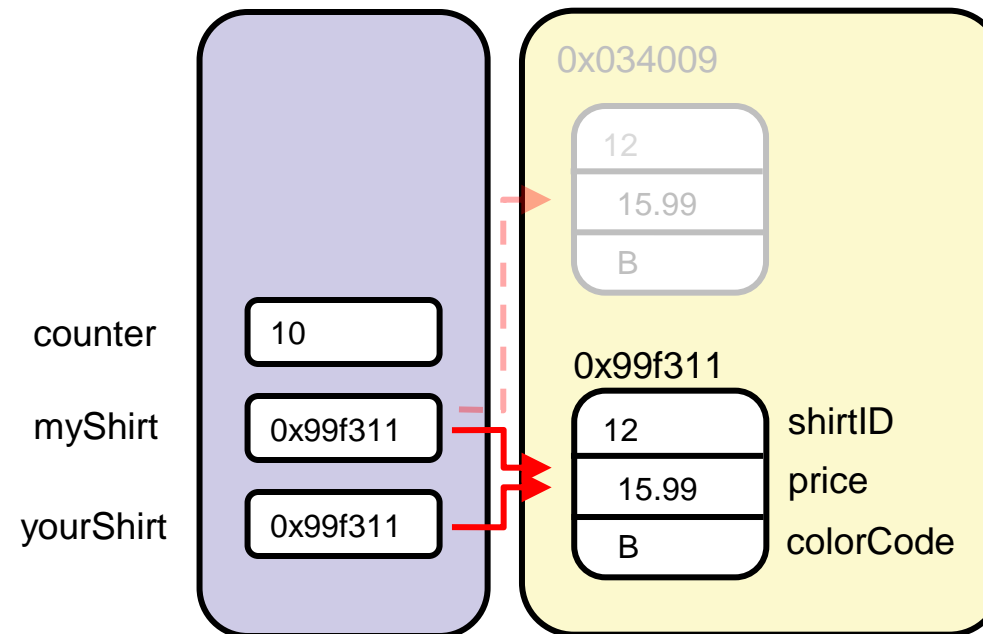 0x034009
12
15.99
B
counter
10
0x99f311
myShirt
0x99f311
12
shirtID
15.99
price
yourShirt
0x99f311
B
colorCode